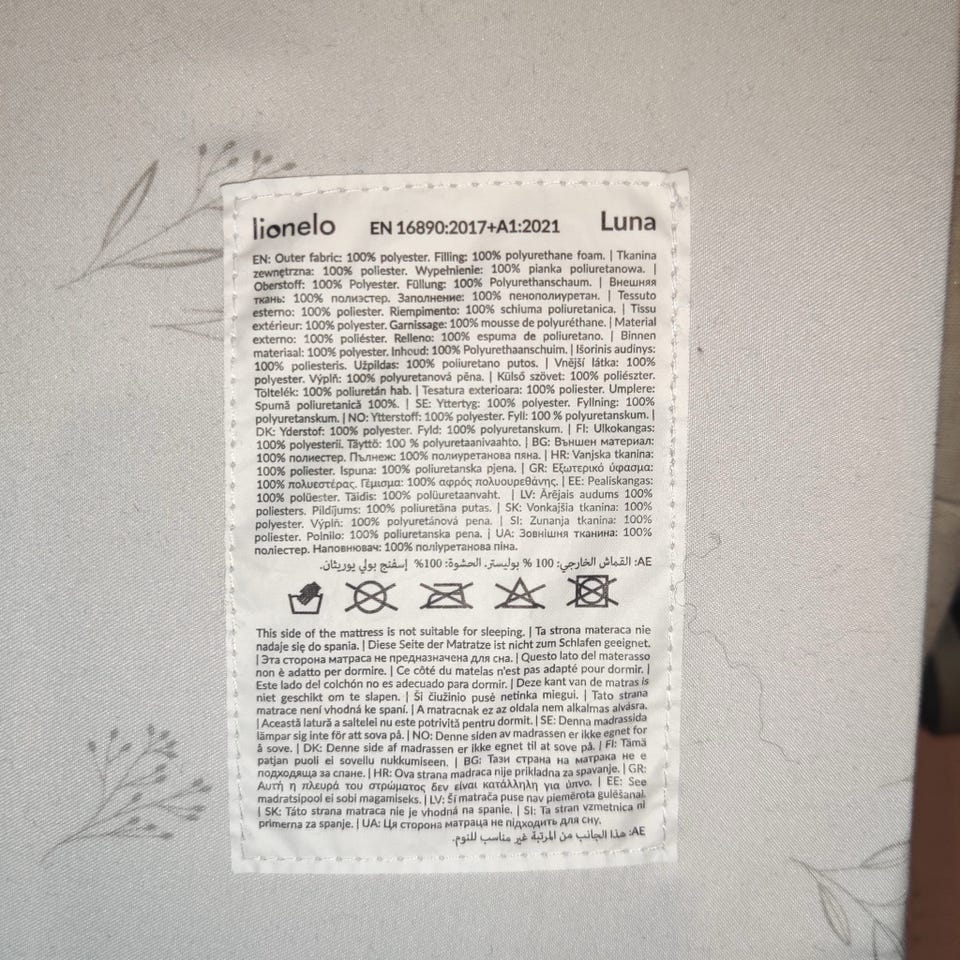 lionelo EN 16890:2017+A1:2021 Luna
EN: Outer fabric: 100% polyester. Filling: 100% polyurethane foam. | Tkanina
zewnętrzna: 100% poliester. Wypełnienie: 100% pianka poliuretanowa. |
Oberstoff: 100% Polyester. Füllung: 100% Polyurethanschaum. | Внешняя
ткань: 100% полиэстер. Заполнение: 100% пенополиуретан. | Tessuto
esterno: 100% poliester. Riempimento: 100% schiuma poliuretanica. | Tissu
extérieur: 100% polyester. Garnissage: 100% mousse de polyuréthane. | Material
externo: 100% poliéster. Relleno: 100% espuma de poliuretano. | Binnen
materiaal: 100% polyester. Inhoud: 100% Polyurethaanschuim. | Išorinis audinys:
100% poliesteris. Užpildas: 100% poliuretano putos. | Vnější látka: 100%
polyester. Výplň: 100% polyuretanová pěna. | Külső szövet: 100% poliészter.
Töltelék: 100% poliuretán hab. | Tesatura exterioara: 100% poliester. Umplere:
Spumă poliuretanică 100%. | SE: Yttertyg: 100% polyester. Fyllning: 100%
polyuretanskum. | NO: Ytterstoff: 100% polyester. Fyll: 100 % polyuretanskum. |
DK: Yderstof: 100% polyester. Fyld: 100% polyuretanskum. | FI: Ulkokangas:
100% polyesterii. Täyttö: 100 % polyuretaanivaahto. | BG: Външен материал:
100% полиестер. Пълнеж: 100% полиуретанова пяна. | HR: Vanjska tkanina:
100% poliester. Ispuna: 100% poliuretanska pjena. | GR: Εξωτερικό ύφασμα:
100% πολυεστέρας. Γέμισμα: 100% αφρός πολυουρεθάνης. | EE: Pealiskangas:
100% polüester. Täidis: 100% polüuretaanvaht. | LV: Ārējais audums 100%
poliesters. Pildījums: 100% poliuretāna putas. | SK: Vonkajšia tkanina: 100%
polyester. Výplň: 100% polyuretánová pena. | SI: Zunanja tkanina: 100%
poliester. Polnilo: 100% poliuretanska pena. | UA: Зовнішня тканина: 100%
поліестер. Наповнювач: 100% поліуретанова піна.
AE: القماش الخارجي: 100 % بوليستر. الحشوة: 100% إسفنج بولي يوريثان.
This side of the mattress is not suitable for sleeping. | Ta strona materaca nie
nadaje się do spania. | Diese Seite der Matratze ist nicht zum Schlafen geeignet.
| Эта сторона матраса не предназначена для сна. | Questo lato del materasso
non è adatto per dormire. | Ce côté du matelas n'est pas adapté pour dormir. |
Este lado del colchón no es adecuado para dormir. | Deze kant van de matras is
niet geschikt om te slapen. | Ši čiužinio pusė netinka miegui. | Tato strana
matrace není vhodná ke spaní. | A matracnak ez az oldala nem alkalmas alvásra.
| Această latură a saltelei nu este potrivită pentru dormit. | SE: Denna madrassida
lämpar sig inte för att sova på. | NO: Denne siden av madrassen er ikke egnet for
å sove. | DK: Denne side af madrassen er ikke egnet til at sove på. | FI: Tämä
patjan puoli ei sovellu nukkumiseen. | BG: Тази страна на матрака не е
подходяща за спане. | HR: Ova strana madraca nije prikladna za spavanje. | GR:
Αυτή η πλευρά του στρώματος δεν είναι κατάλληλη για ύπνο. | EE: See
madratsipool ei sobi magamiseks. | LV: Šī matrača puse nav piemērota gulēšanai.
| SK: Táto strana matraca nie je vhodná na spanie. | SI: Ta stran vzmetnica ni
primerna za spanje. | UA: Ця сторона матраца не підходить для сну.
AE: هذا الجانب من المرتبة غير مناسب للنوم.